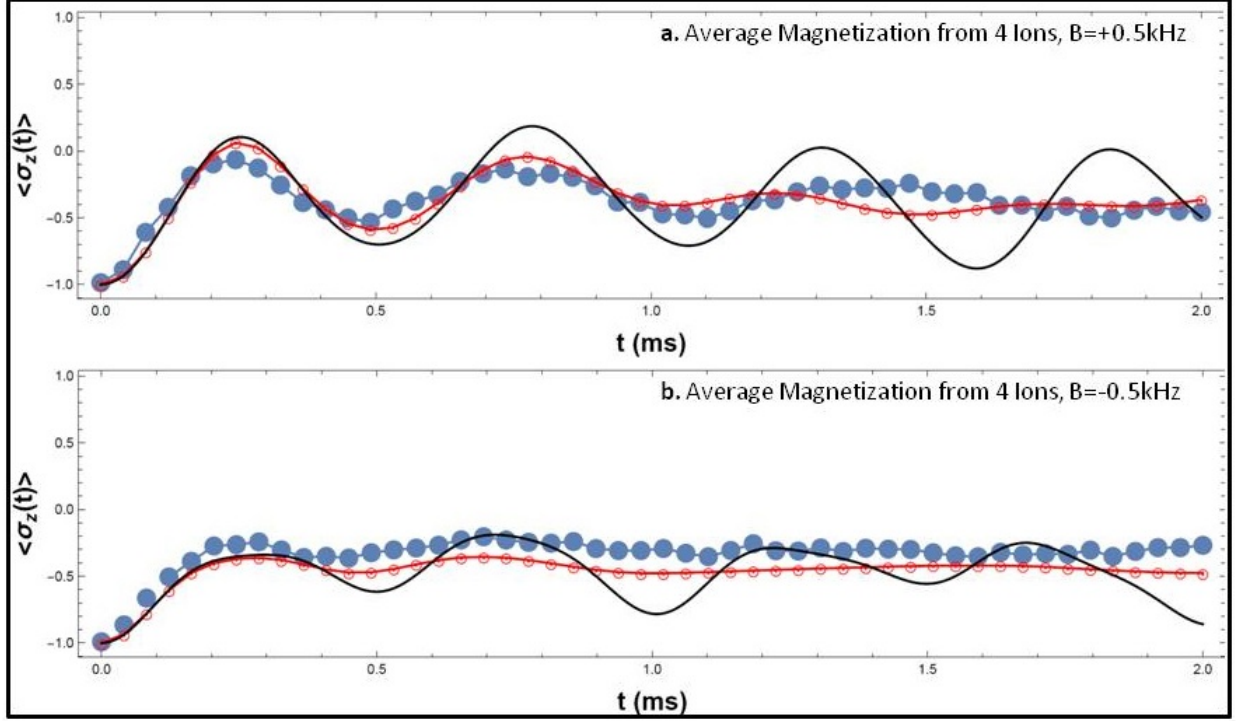 a. Average Magnetization from 4 Ions, B=+0.5kHz
1.0
0.5
0.0
−0.5
−1.0
<σz(t)>
0.0 0.5 1.0 1.5 2.0
t (ms)
b. Average Magnetization from 4 Ions, B=-0.5kHz
1.0
0.5
0.0
−0.5
−1.0
<σz(t)>
0.0 0.5 1.0 1.5 2.0
t (ms)